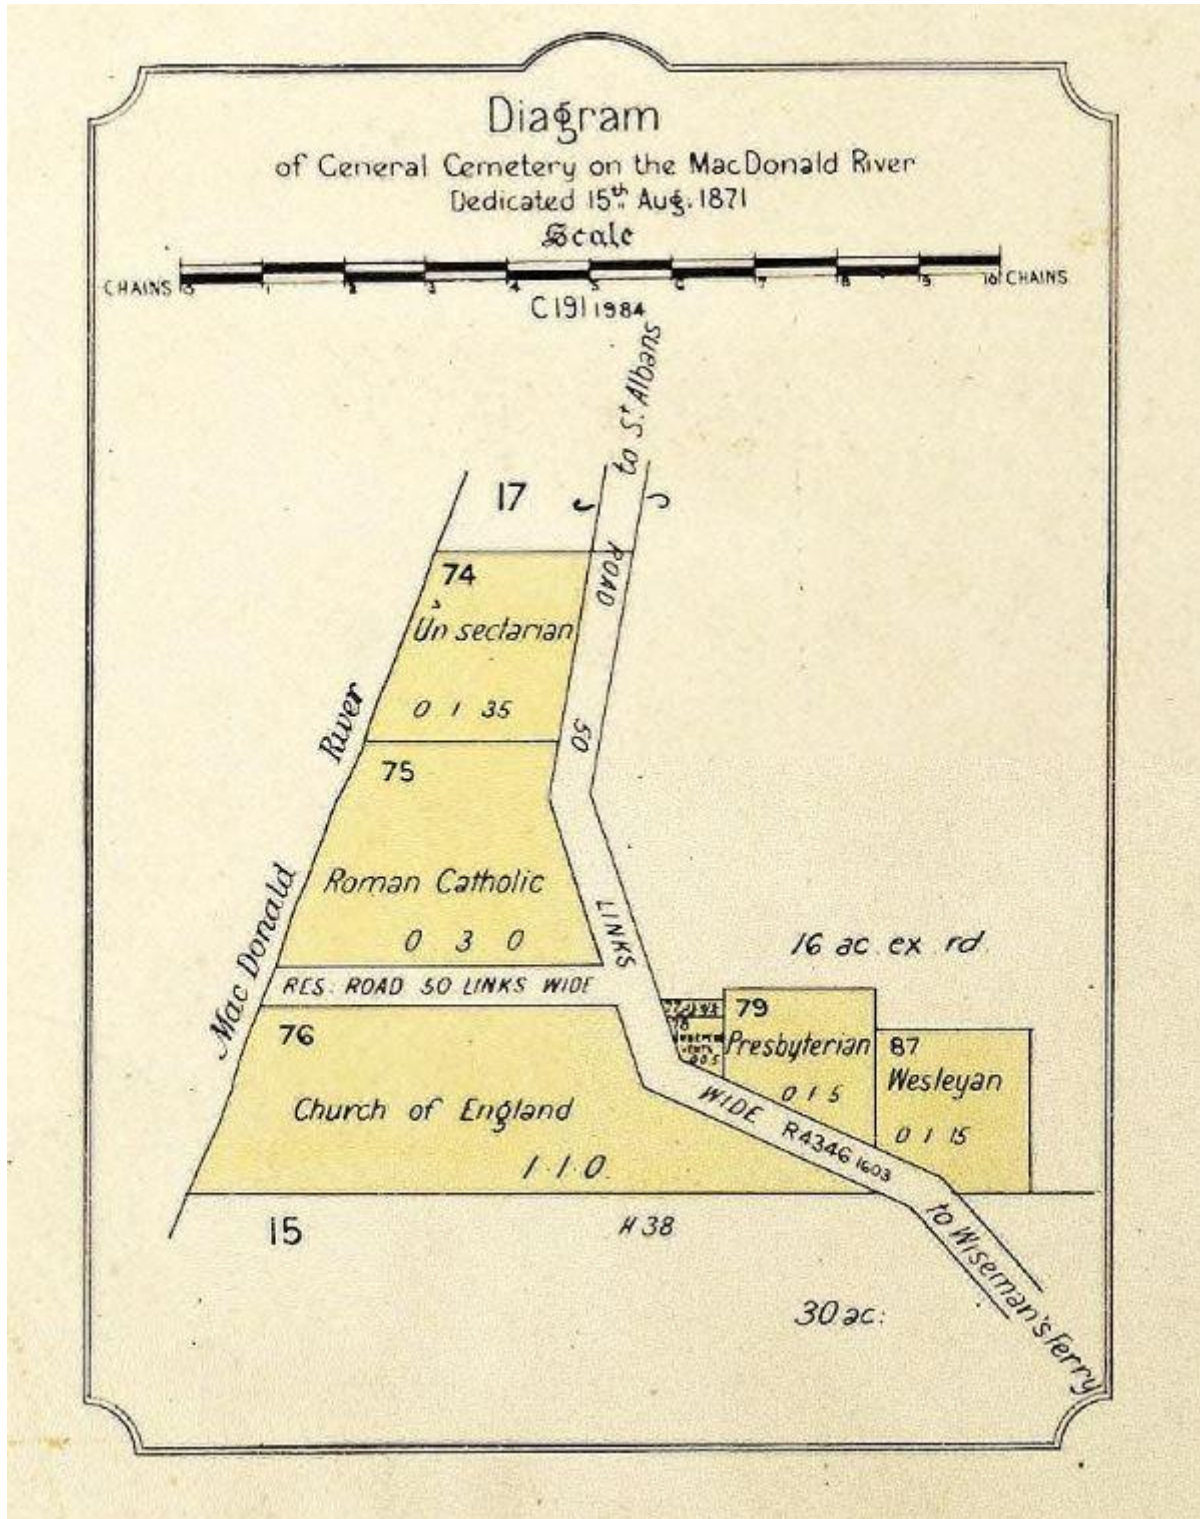 Diagram
of General Cemetery on the MacDonald River
Dedicated 15th Aug. 1871
Scale
CHAINS 0 1 2 3 4 5 6 7 8 9 10 CHAINS
C191 1984
to St. Albans
17
ROAD
74
Un sectarian
0 1 35
50
River
75
Roman Catholic
0 3 0
LINKS
16 ac. ex. rd.
Mac Donald
RES. ROAD 50 LINKS WIDE
76
Church of England
1.1.0.
78
0 0 5
79
Presbyterian
0 1 5
87
Wesleyan
0 1 15
WIDE R4346 1603
15
H 38
to Wiseman's Ferry
30 ac: